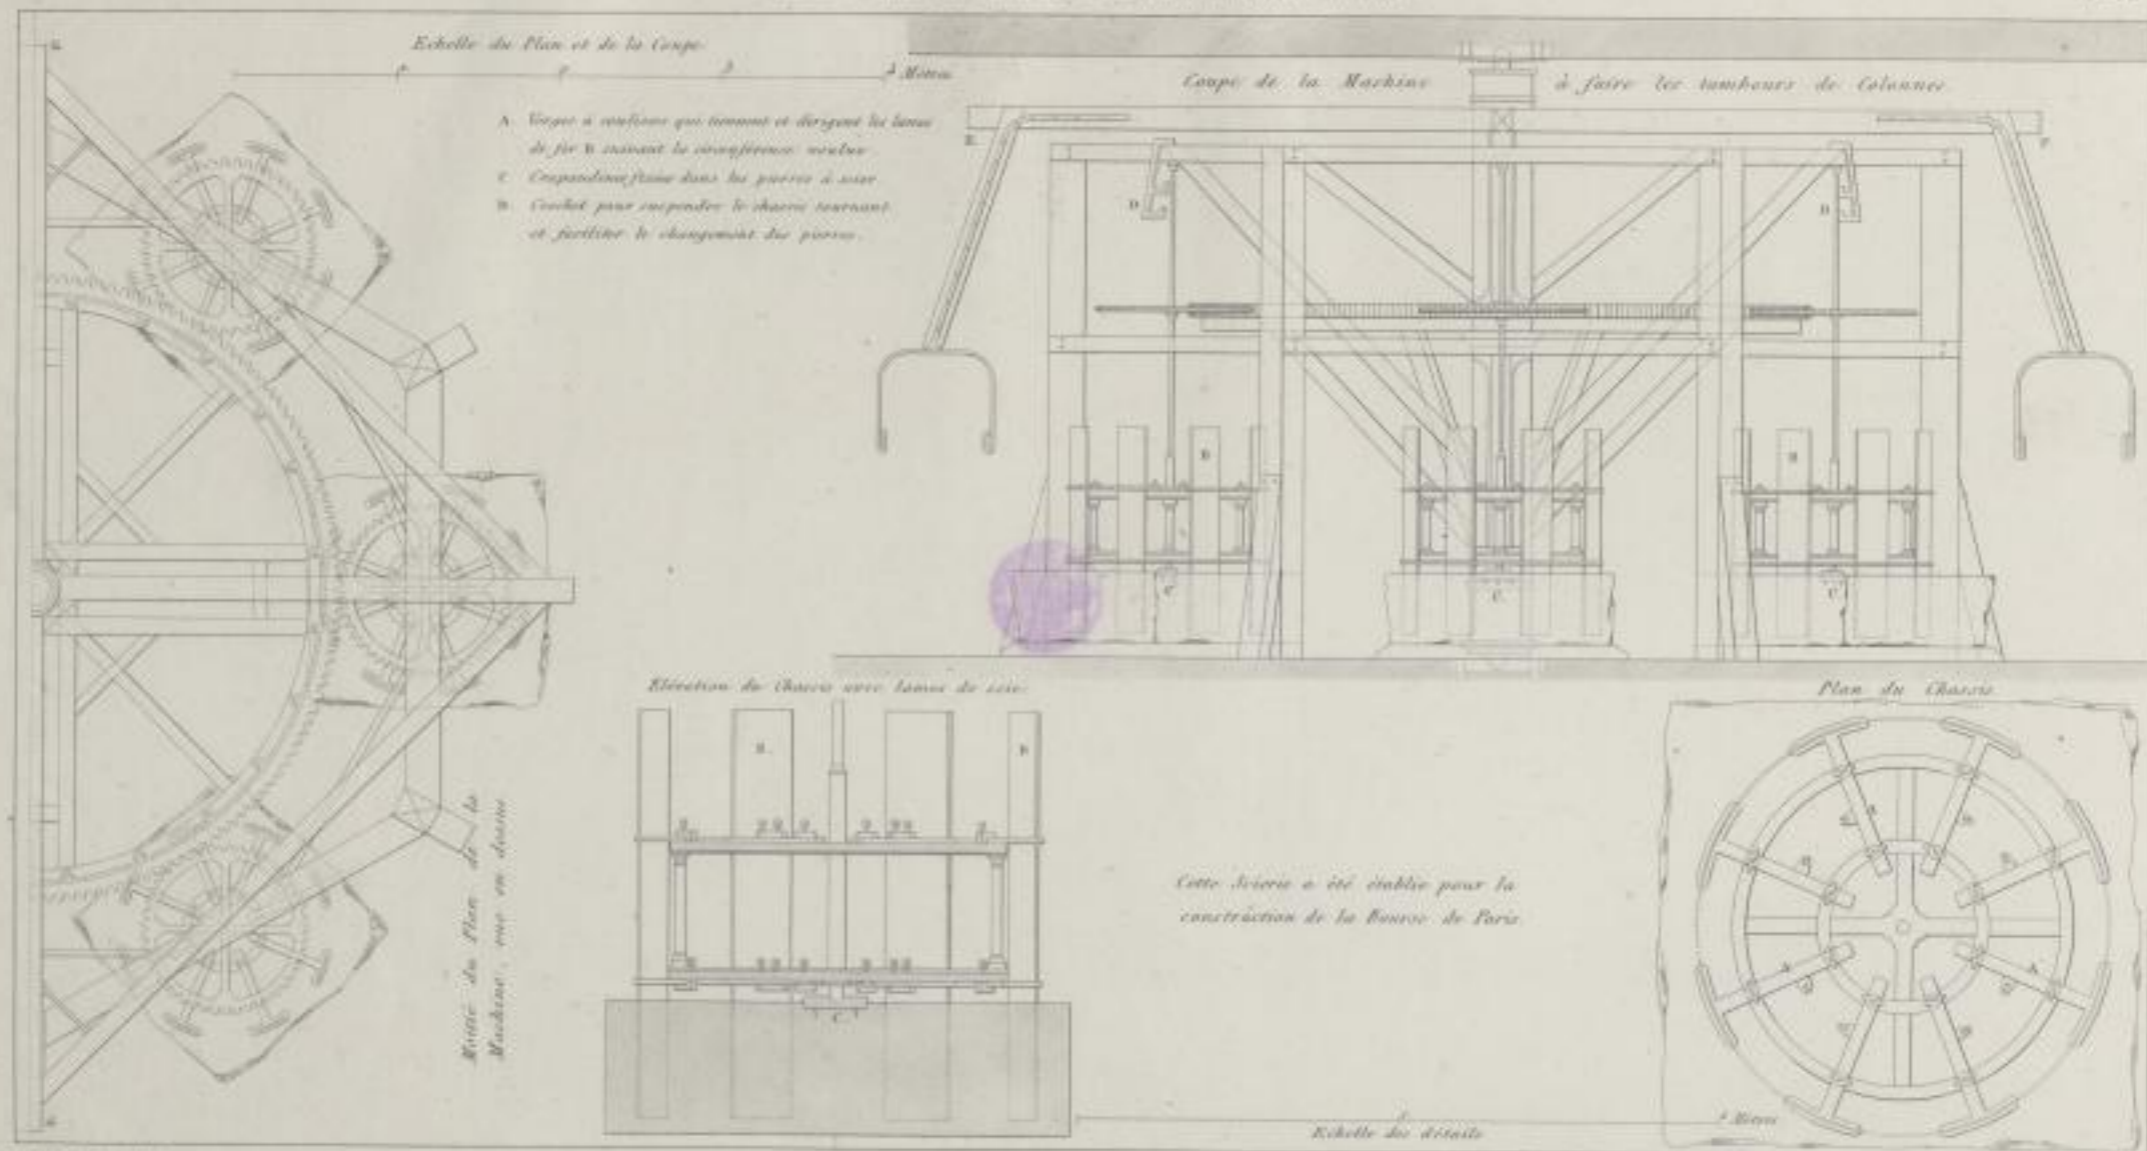 Echelle du Plan et de la Coupe.
1 2 3 4 Mètres
A. Verges à coulisses qui tiennent et dirigent les lames
de fer B suivant la circonférence voulue.
C. dans les pierres à scier
D. Crochet pour suspendre le chassis tournant
et faciliter le changement des pierres.
Coupe de la Machine à faire les tambours de Colonnes
E
F
D
D
B
B
C
C
C
Moitié du Plan de la
Machine, vue en dessus
Elévation du Chassis avec lames de scie.
B.
B
C
Cette Scierie a été établie pour la
construction de la Bourse de Paris.
Plan du Chassis
Echelle des détails
Mètres